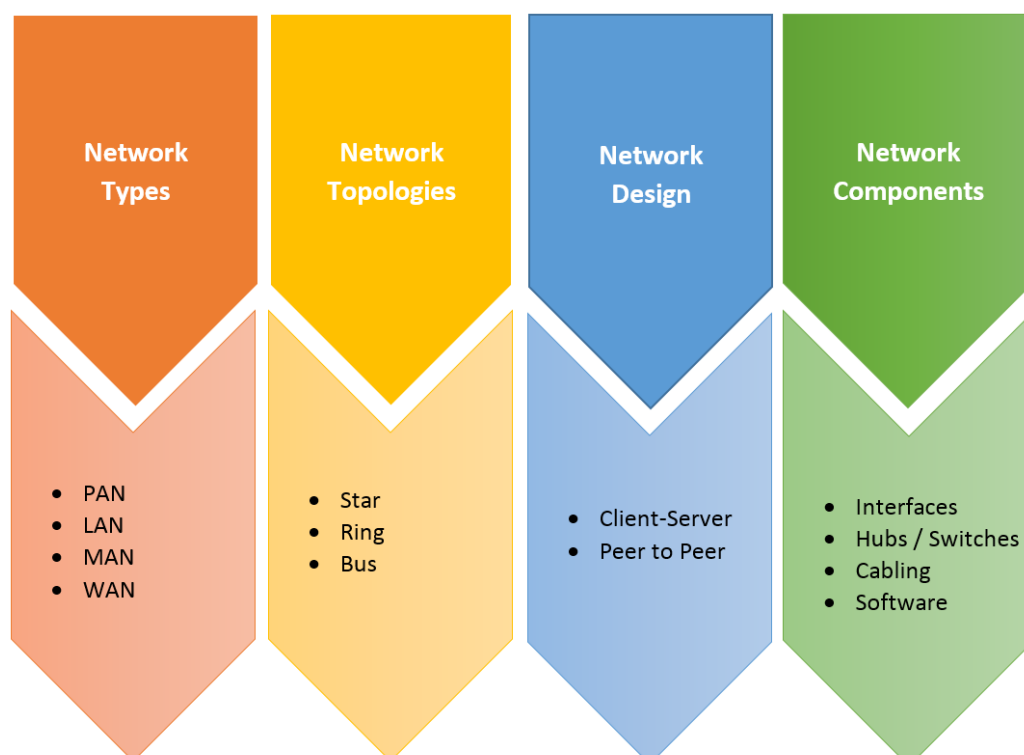 Network
Types
Network
Topologies
Network
Design
Network
Components
• PAN
• LAN
• MAN
• WAN
• Star
• Ring
• Bus
• Client-Server
• Peer to Peer
• Interfaces
• Hubs / Switches
• Cabling
• Software